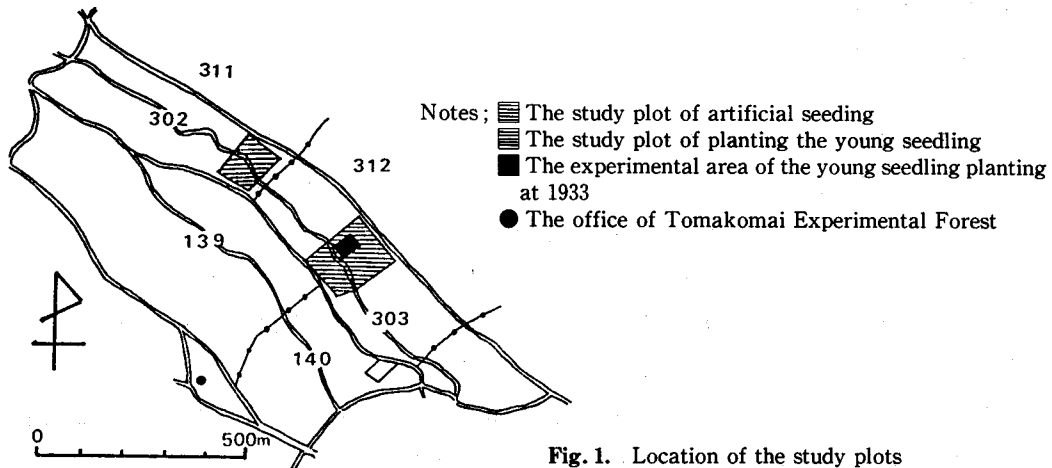 311
302
312
139
303
140
0 500m
Notes ; The study plot of artificial seeding
The study plot of planting the young seedling
The experimental area of the young seedling planting
at 1933
The office of Tomakomai Experimental Forest
Fig. 1. Location of the study plots